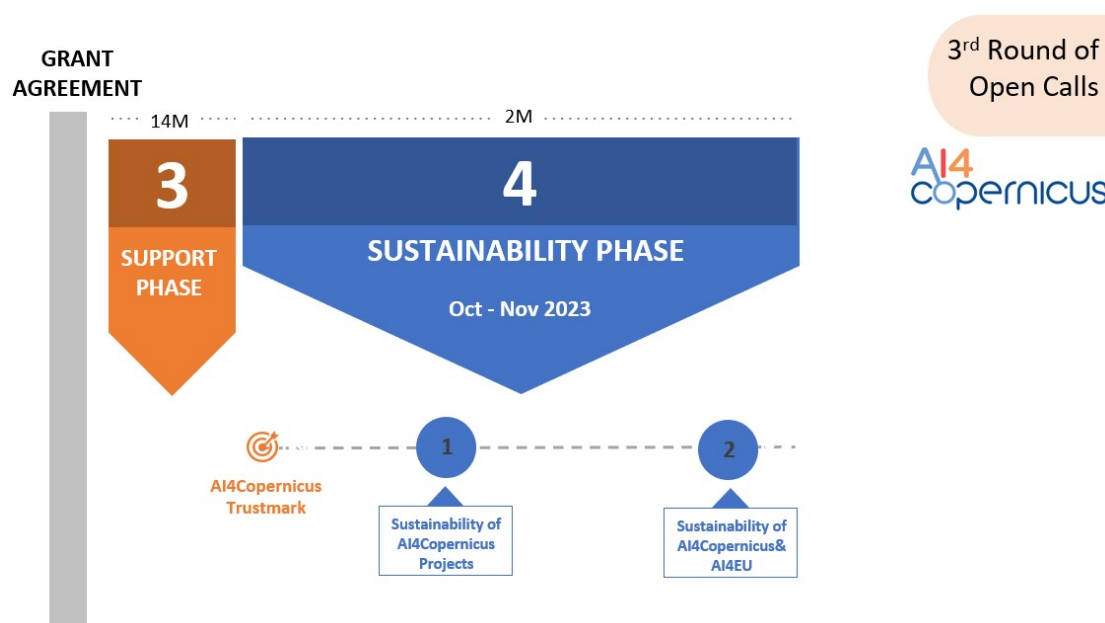 GRANT
AGREEMENT
3rd Round of
Open Calls
AI4
copernicus
14M
2M
3
4
SUPPORT
PHASE
SUSTAINABILITY PHASE
Oct - Nov 2023
1
2
AI4Copernicus
Trustmark
Sustainability of
AI4Copernicus
Projects
Sustainability of
AI4Copernicus&
AI4EU